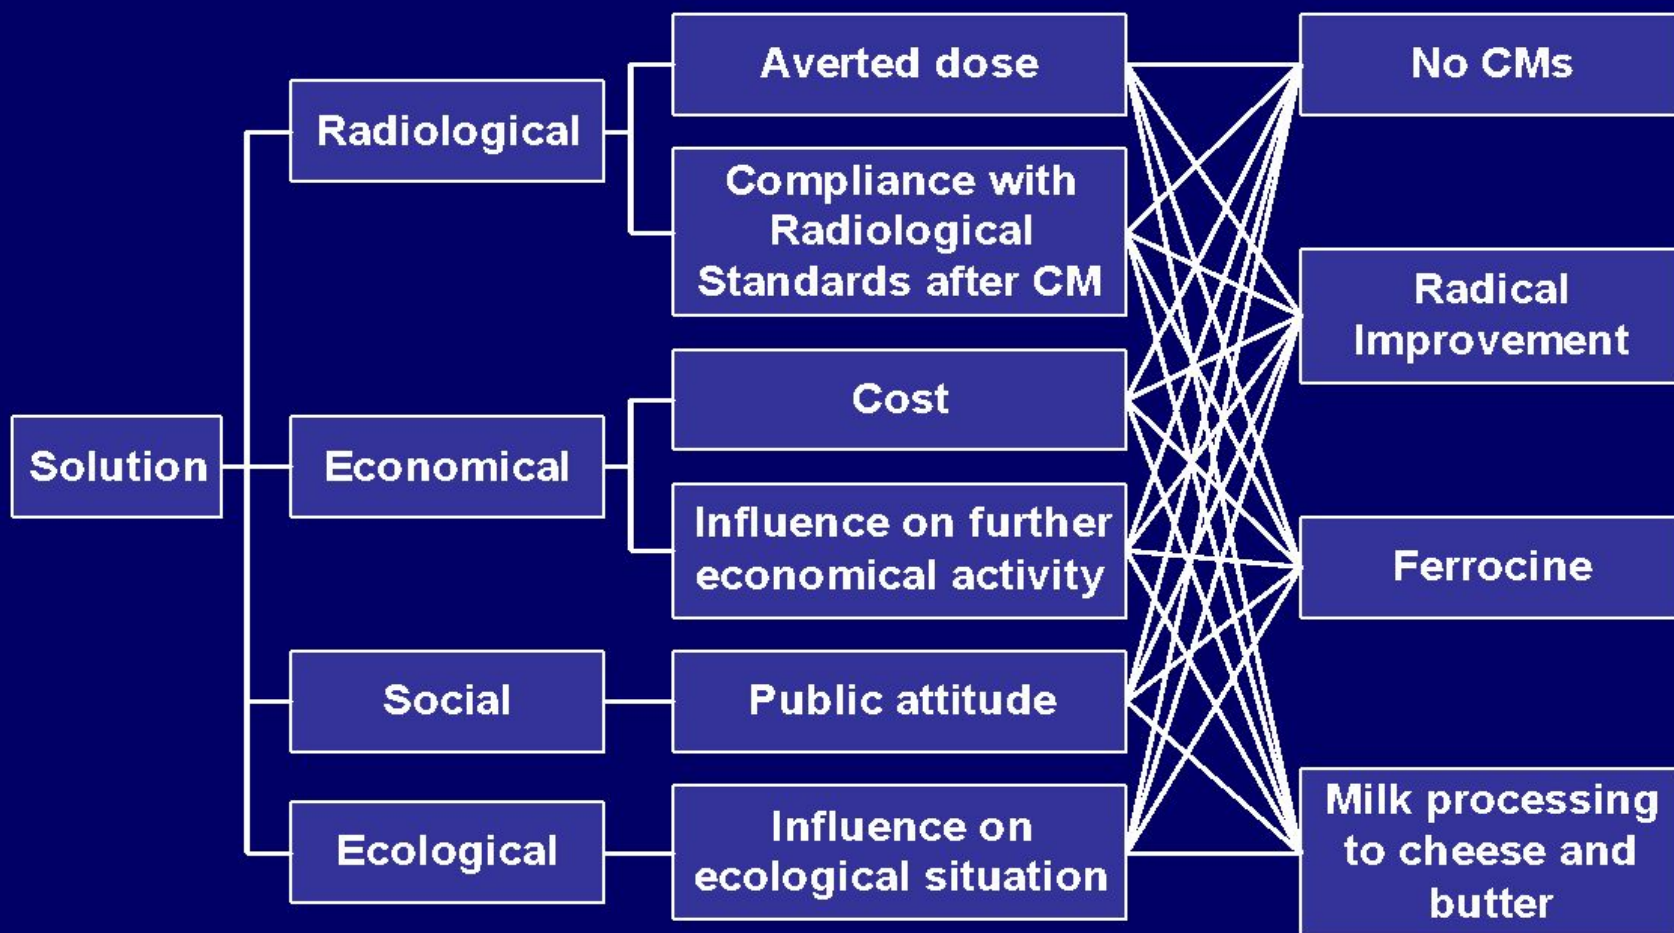 Solution
Radiological
Economical
Social
Ecological
Averted dose
Compliance with
Radiological
Standards after CM
Cost
Influence on further
economical activity
Public attitude
Influence on
ecological situation
No CMs
Radical
Improvement
Ferrocine
Milk processing
to cheese and
butter